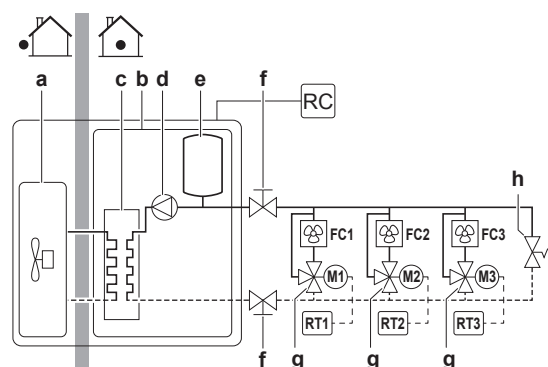 a c b d e f
RC
h
FC1 FC2 FC3
M1 M2 M3
RT1 RT2 RT3
f g g g